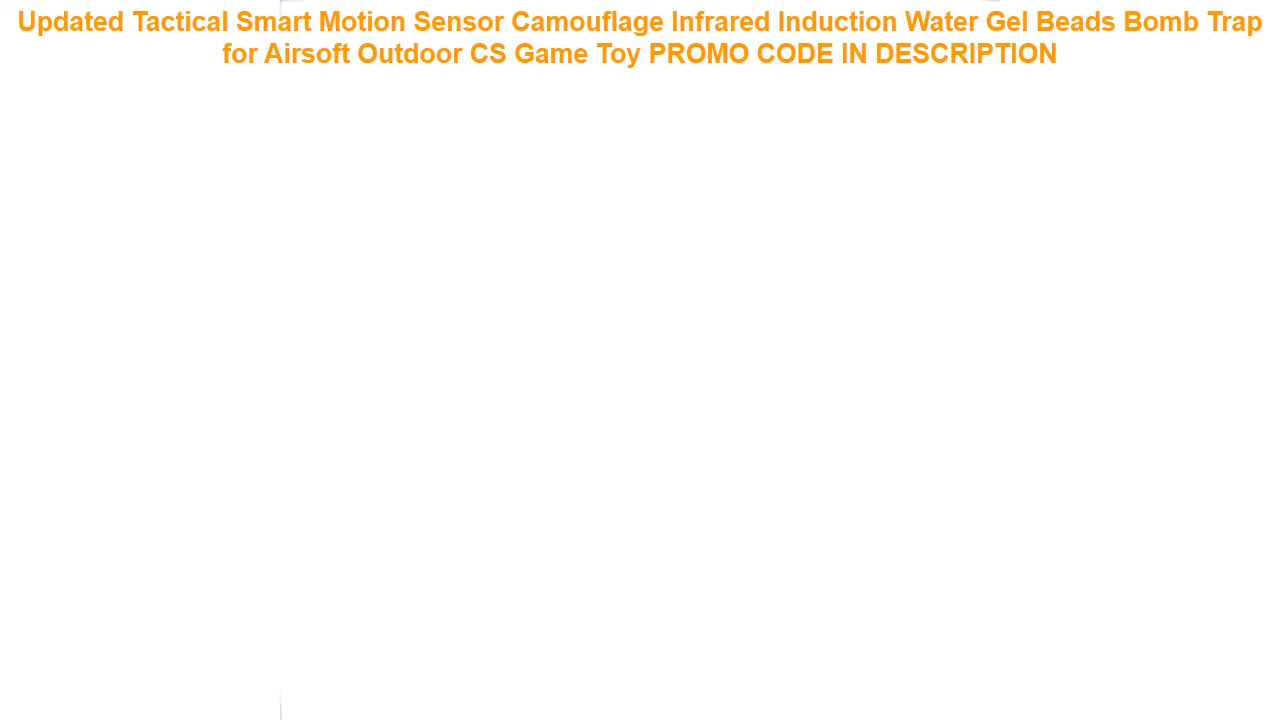 Updated Tactical Smart Motion Sensor Camouflage Infrared Induction Water Gel Beads Bomb Trap
for Airsoft Outdoor CS Game Toy PROMO CODE IN DESCRIPTION